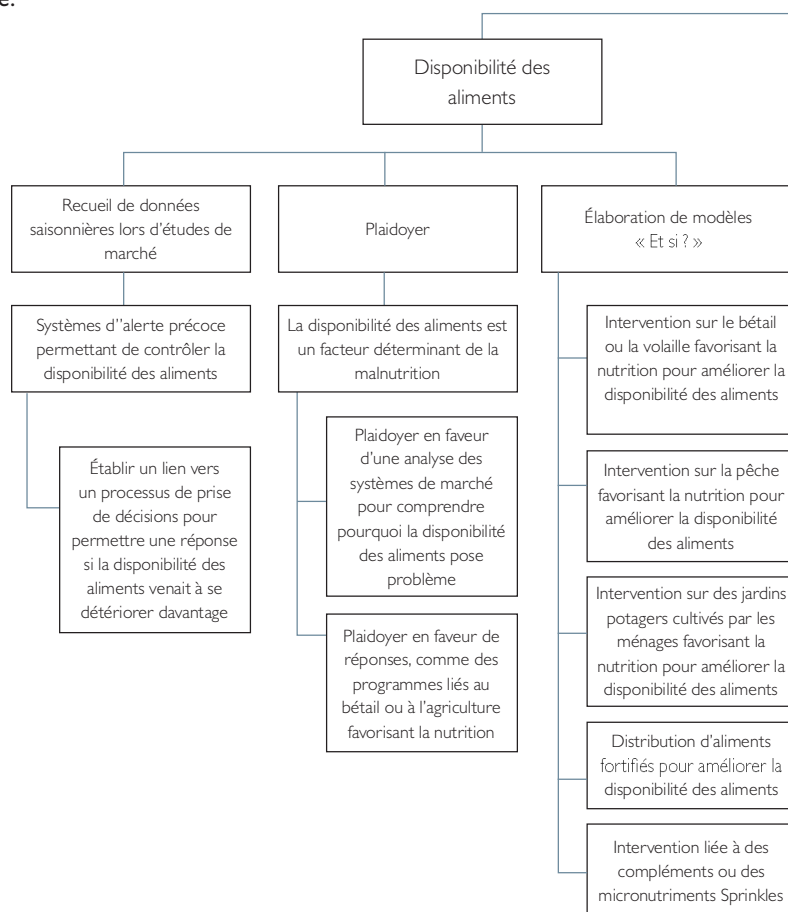 e.
Disponibilité des
aliments
Recueil de données
saisonnières lors d'études de
marché
Systèmes d''alerte précoce
permettant de contrôler la
disponibilité des aliments
Établir un lien vers
un processus de prise
de décisions pour
permettre une réponse
si la disponibilité des
aliments venait à se
détériorer davantage
Plaidoyer
La disponibilité des aliments est
un facteur déterminant de la
malnutrition
Plaidoyer en faveur
d'une analyse des
systèmes de marché
pour comprendre
pourquoi la disponibilité
des aliments pose
problème
Plaidoyer en faveur de
réponses, comme des
programmes liés au
bétail ou à l'agriculture
favorisant la nutrition
Élaboration de modèles
« Et si ? »
Intervention sur le bétail
ou la volaille favorisant la
nutrition pour améliorer la
disponibilité des aliments
Intervention sur la pêche
favorisant la nutrition pour
améliorer la disponibilité
des aliments
Intervention sur des jardins
potagers cultivés par les
ménages favorisant la
nutrition pour améliorer la
disponibilité des aliments
Distribution d'aliments
fortifiés pour améliorer la
disponibilité des aliments
Intervention liée à des
compléments ou des
micronutriments Sprinkles